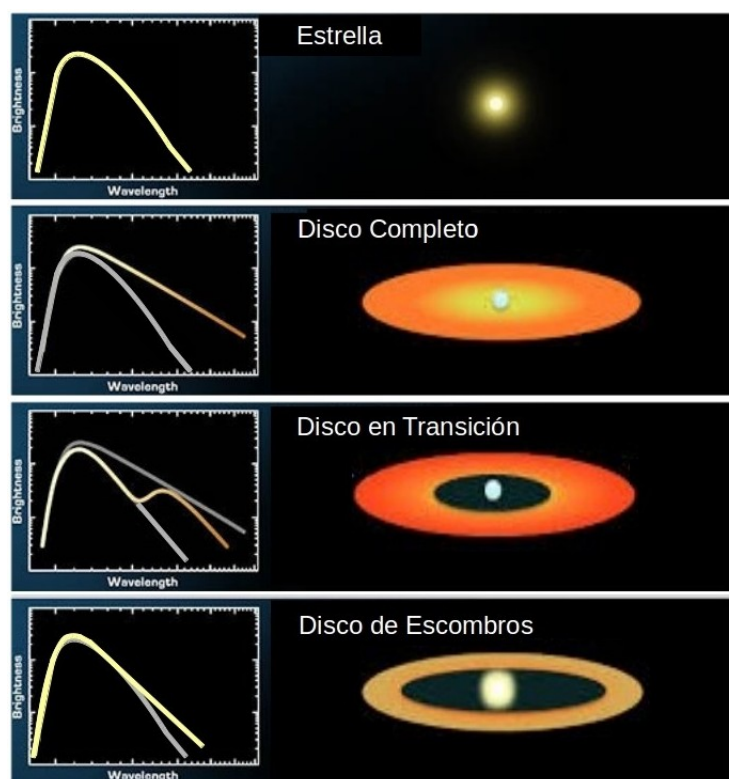 Estrella
Brightness
Wavelength
Disco Completo
Brightness
Wavelength
Disco en Transición
Brightness
Wavelength
Disco de Escombros
Brightness
Wavelength